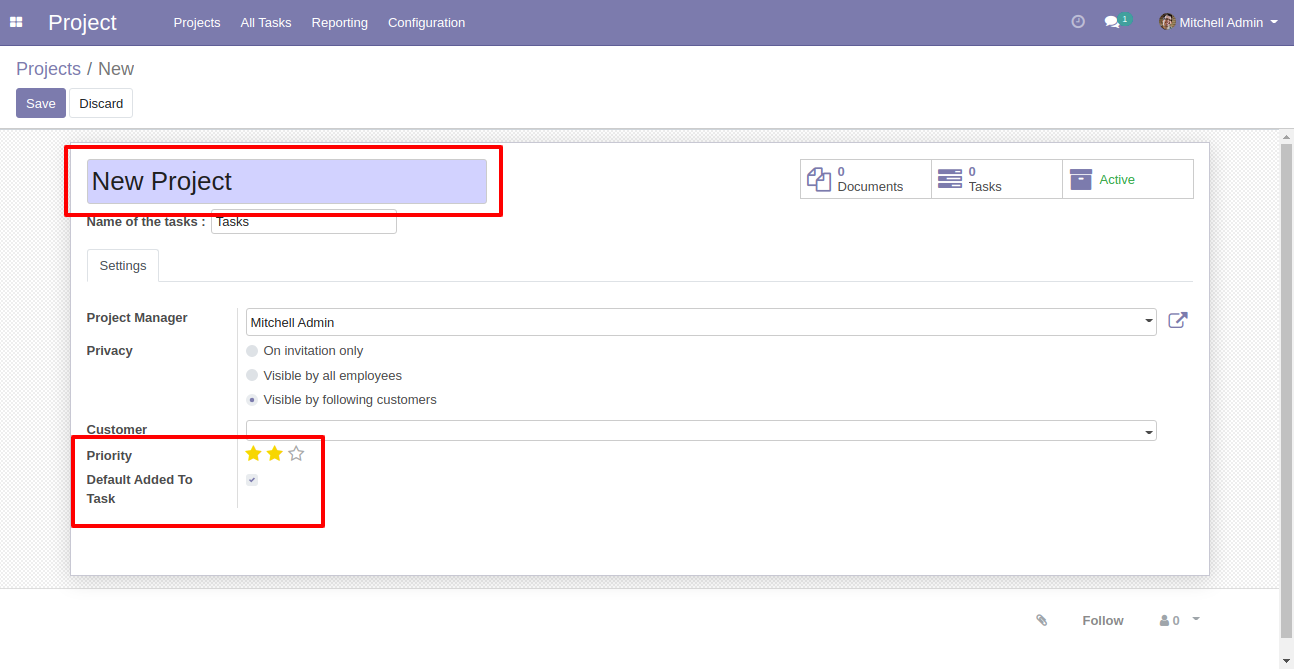 Project
Projects All Tasks Reporting Configuration
1
Mitchell Admin
Projects / New
Save Discard
New Project
0 Documents
0 Tasks
Active
Name of the tasks : Tasks
Settings
Project Manager Mitchell Admin
Privacy On invitation only
Visible by all employees
Visible by following customers
Customer
Priority
Default Added To
Task
Follow 0